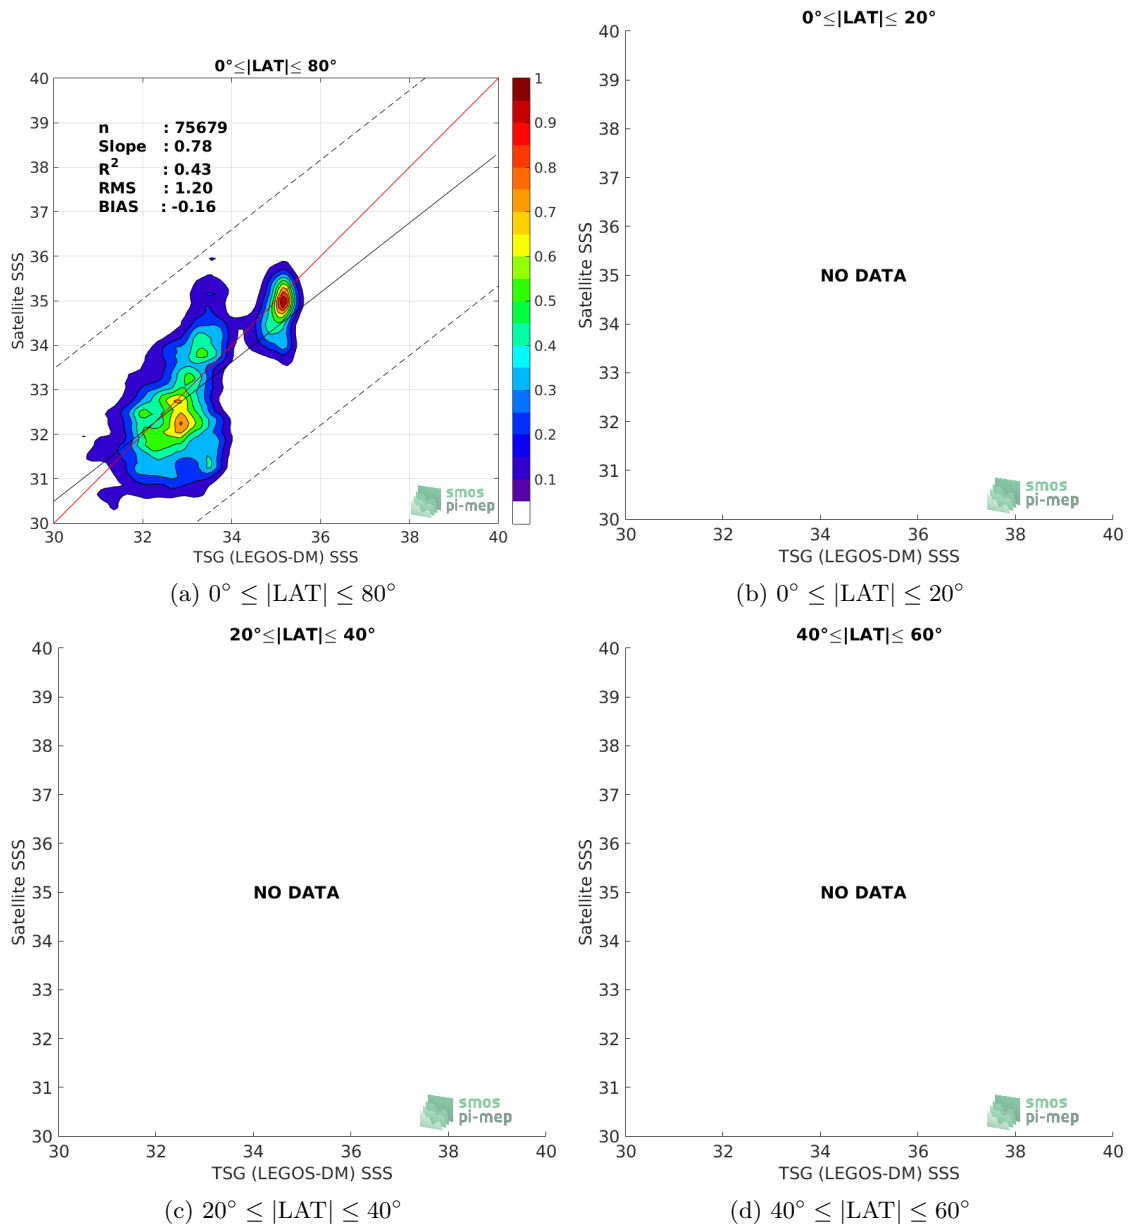 0°≤|LAT|≤ 80°
40
39
38
37
36
35
34
33
32
31
30
Satellite SSS
n : 75679
Slope : 0.78
R² : 0.43
RMS : 1.20
BIAS : -0.16
smos
pi-mep
30 32 34 36 38 40
TSG (LEGOS-DM) SSS
1
0.9
0.8
0.7
0.6
0.5
0.4
0.3
0.2
0.1
(a) 0° ≤ |LAT| ≤ 80°
0°≤|LAT|≤ 20°
40
39
38
37
36
35
34
33
32
31
30
Satellite SSS
NO DATA
smos
pi-mep
30 32 34 36 38 40
TSG (LEGOS-DM) SSS
(b) 0° ≤ |LAT| ≤ 20°
20°≤|LAT|≤ 40°
40
39
38
37
36
35
34
33
32
31
30
Satellite SSS
NO DATA
smos
pi-mep
30 32 34 36 38 40
TSG (LEGOS-DM) SSS
(c) 20° ≤ |LAT| ≤ 40°
40°≤|LAT|≤ 60°
40
39
38
37
36
35
34
33
32
31
30
Satellite SSS
NO DATA
smos
pi-mep
30 32 34 36 38 40
TSG (LEGOS-DM) SSS
(d) 40° ≤ |LAT| ≤ 60°